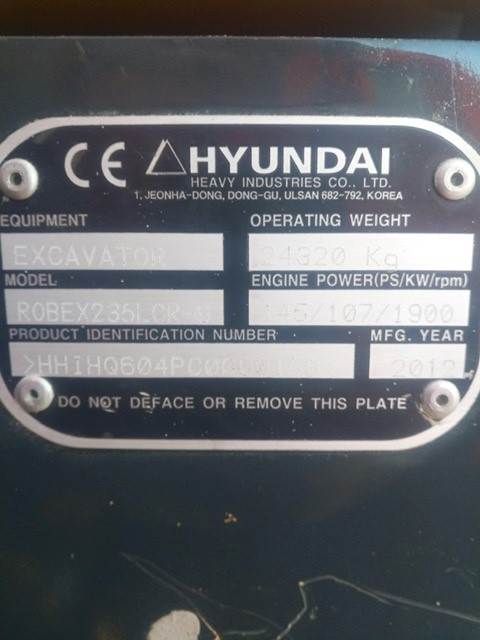 CE HYUNDAI
HEAVY INDUSTRIES CO., LTD.
1, JEONHA-DONG, DONG-GU, ULSAN 682-792, KOREA
EQUIPMENT OPERATING WEIGHT
EXCAVATOR 24320 Kg
MODEL ENGINE POWER(PS/KW/rpm)
145/107/1900
PRODUCT IDENTIFICATION NUMBER MFG. YEAR
DO NOT DEFACE OR REMOVE THIS PLATE